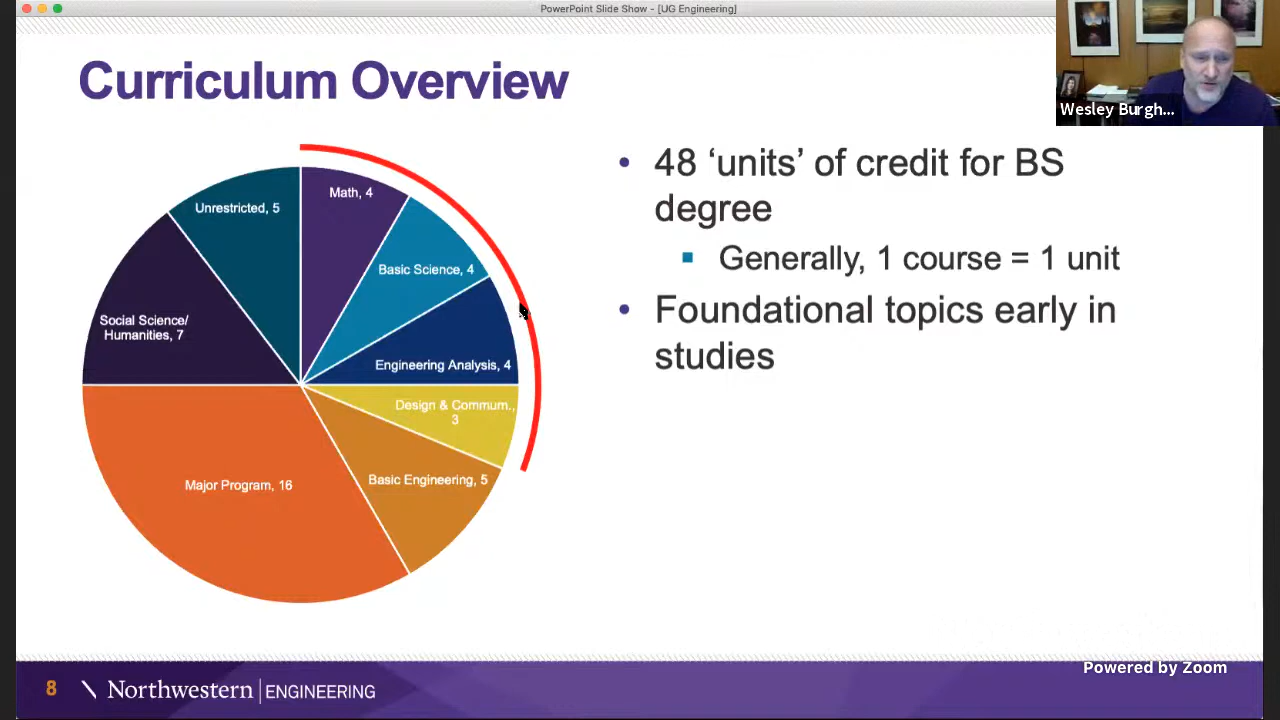 PowerPoint Slide Show - [UG Engineering]
Curriculum Overview
Wesley Burgh...
Unrestricted, 5
Math, 4
Basic Science, 4
Social Science/
Humanities, 7
Engineering Analysis, 4
Design & Commum.,
3
Basic Engineering, 5
Major Program, 16
• 48 ‘units’ of credit for BS
degree
▪ Generally, 1 course = 1 unit
• Foundational topics early in
studies
8
Northwestern | ENGINEERING
Powered by Zoom